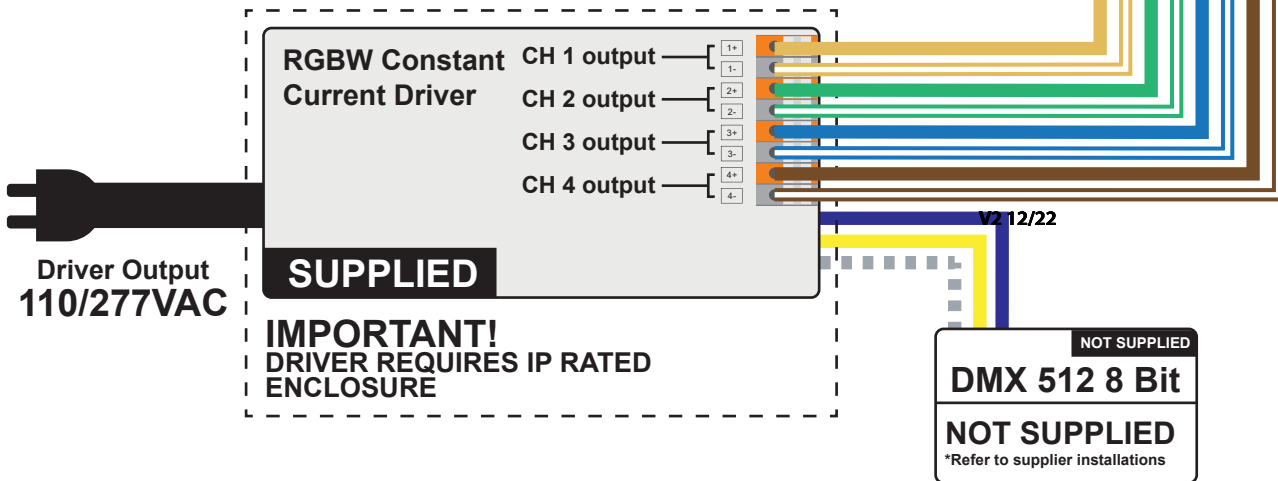 RGBW Constant
Current Driver
CH 1 output
1+
1-
CH 2 output
2+
2-
CH 3 output
3+
3-
CH 4 output
4+
4-
V2 12/22
Driver Output
110/277VAC
SUPPLIED
IMPORTANT!
DRIVER REQUIRES IP RATED
ENCLOSURE
NOT SUPPLIED
DMX 512 8 Bit
NOT SUPPLIED
*Refer to supplier installations